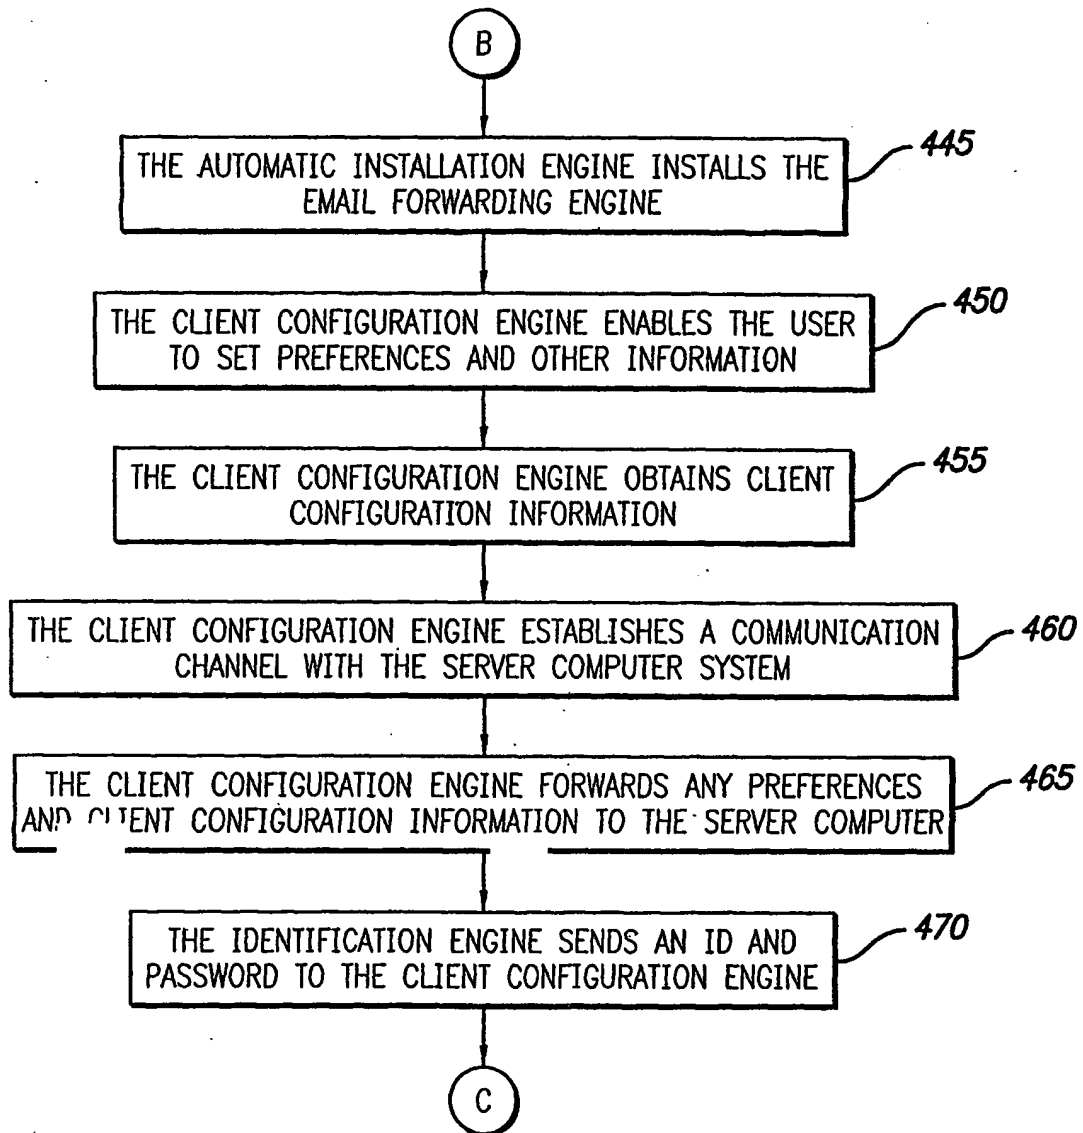 B
THE AUTOMATIC INSTALLATION ENGINE INSTALLS THE
EMAIL FORWARDING ENGINE
445
THE CLIENT CONFIGURATION ENGINE ENABLES THE USER
TO SET PREFERENCES AND OTHER INFORMATION
450
THE CLIENT CONFIGURATION ENGINE OBTAINS CLIENT
CONFIGURATION INFORMATION
455
THE CLIENT CONFIGURATION ENGINE ESTABLISHES A COMMUNICATION
CHANNEL WITH THE SERVER COMPUTER SYSTEM
460
THE CLIENT CONFIGURATION ENGINE FORWARDS ANY PREFERENCES
AND CLIENT CONFIGURATION INFORMATION TO THE SERVER COMPUTER
465
THE IDENTIFICATION ENGINE SENDS AN ID AND
PASSWORD TO THE CLIENT CONFIGURATION ENGINE
470
C